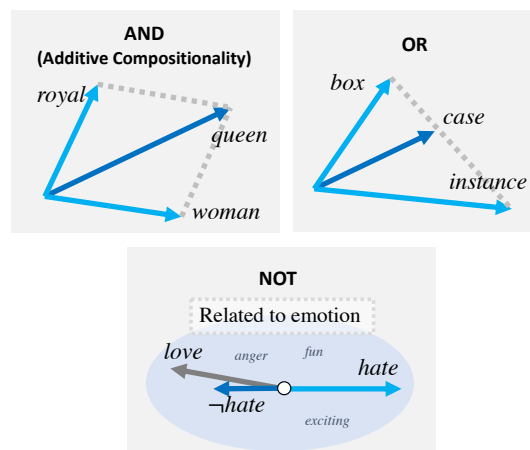 AND
(Additive Compositionality)
royal
queen
woman
OR
box
case
instance
NOT
Related to emotion
love
anger
fun
hate
¬hate
exciting